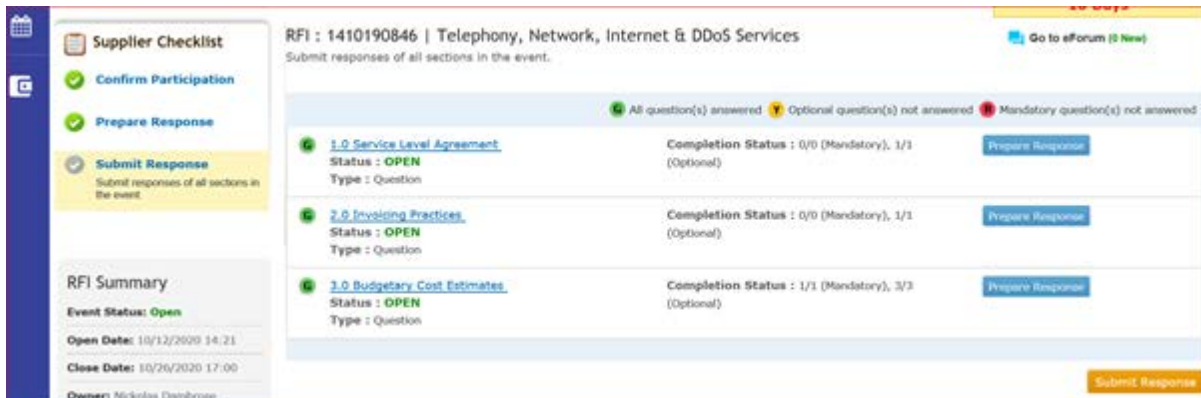 10 Days
Supplier Checklist
Confirm Participation
Prepare Response
Submit Response
Submit responses of all sections in
the event
RFI Summary
Event Status: Open
Open Date: 10/12/2020 14:21
Close Date: 10/26/2020 17:00
Owner: Nickolas
RFI : 1410190846 | Telephony, Network, Internet & DDoS Services
Submit responses of all sections in the event.
Go to eForum (0 New)
G All question(s) answered Y Optional question(s) not answered R Mandatory question(s) not answered
G 1.0 Service Level Agreement
Status : OPEN
Type : Question
Completion Status : 0/0 (Mandatory), 1/1
(Optional)
Prepare Response
G 2.0 Invoicing Practices
Status : OPEN
Type : Question
Completion Status : 0/0 (Mandatory), 1/1
(Optional)
Prepare Response
G 3.0 Budgetary Cost Estimates
Status : OPEN
Type : Question
Completion Status : 1/1 (Mandatory), 3/3
(Optional)
Prepare Response
Submit Response